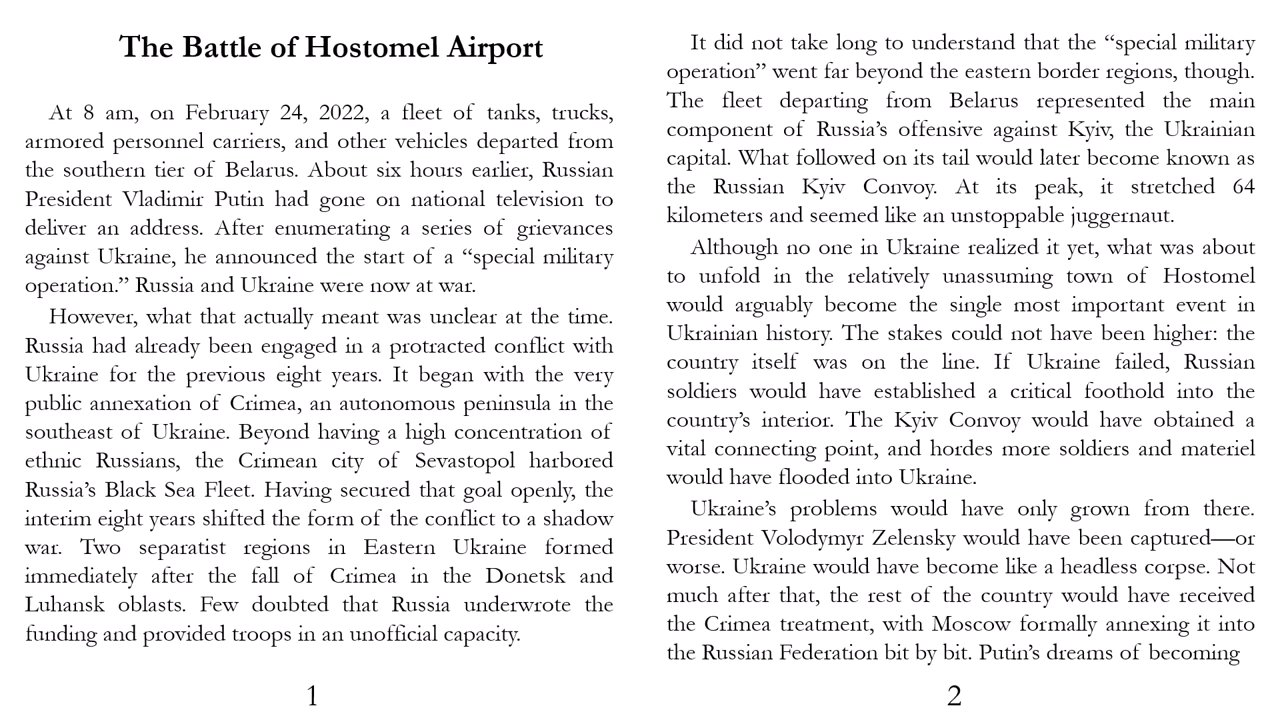 The Battle of Hostomel Airport
At 8 am, on February 24, 2022, a fleet of tanks, trucks,
armored personnel carriers, and other vehicles departed from
the southern tier of Belarus. About six hours earlier, Russian
President Vladimir Putin had gone on national television to
deliver an address. After enumerating a series of grievances
against Ukraine, he announced the start of a “special military
operation.” Russia and Ukraine were now at war.
However, what that actually meant was unclear at the time.
Russia had already been engaged in a protracted conflict with
Ukraine for the previous eight years. It began with the very
public annexation of Crimea, an autonomous peninsula in the
southeast of Ukraine. Beyond having a high concentration of
ethnic Russians, the Crimean city of Sevastopol harbored
Russia’s Black Sea Fleet. Having secured that goal openly, the
interim eight years shifted the form of the conflict to a shadow
war. Two separatist regions in Eastern Ukraine formed
immediately after the fall of Crimea in the Donetsk and
Luhansk oblasts. Few doubted that Russia underwrote the
funding and provided troops in an unofficial capacity.
1
It did not take long to understand that the “special military
operation” went far beyond the eastern border regions, though.
The fleet departing from Belarus represented the main
component of Russia’s offensive against Kyiv, the Ukrainian
capital. What followed on its tail would later become known as
the Russian Kyiv Convoy. At its peak, it stretched 64
kilometers and seemed like an unstoppable juggernaut.
Although no one in Ukraine realized it yet, what was about
to unfold in the relatively unassuming town of Hostomel
would arguably become the single most important event in
Ukrainian history. The stakes could not have been higher: the
country itself was on the line. If Ukraine failed, Russian
soldiers would have established a critical foothold into the
country’s interior. The Kyiv Convoy would have obtained a
vital connecting point, and hordes more soldiers and materiel
would have flooded into Ukraine.
Ukraine’s problems would have only grown from there.
President Volodymyr Zelensky would have been captured—or
worse. Ukraine would have become like a headless corpse. Not
much after that, the rest of the country would have received
the Crimea treatment, with Moscow formally annexing it into
the Russian Federation bit by bit. Putin’s dreams of becoming
2